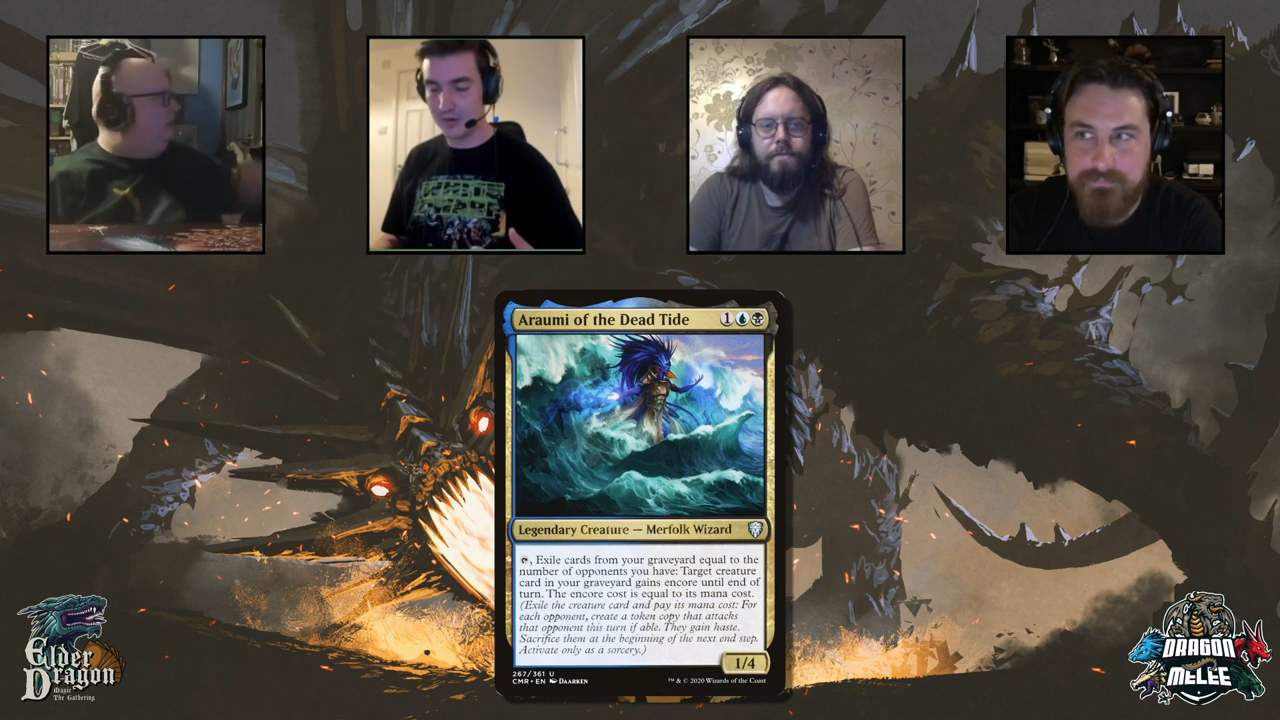 Araumi of the Dead Tide 1
Legendary Creature — Merfolk Wizard
, Exile cards from your graveyard equal to the
number of opponents you have: Target creature
card in your graveyard gains encore until end of
turn. The encore cost is equal to its mana cost.
(Exile the creature card and pay its mana cost: For
each opponent, create a token copy that attacks
that opponent this turn if able. They gain haste.
Sacrifice them at the beginning of the next end step.
Activate only as a sorcery.)
1/4
267/361 U
CMR • EN DAARKEN
™ & © 2020 Wizards of the Coast
Elder
Dragon
Magic
The Gathering
DRAGON
MELEE